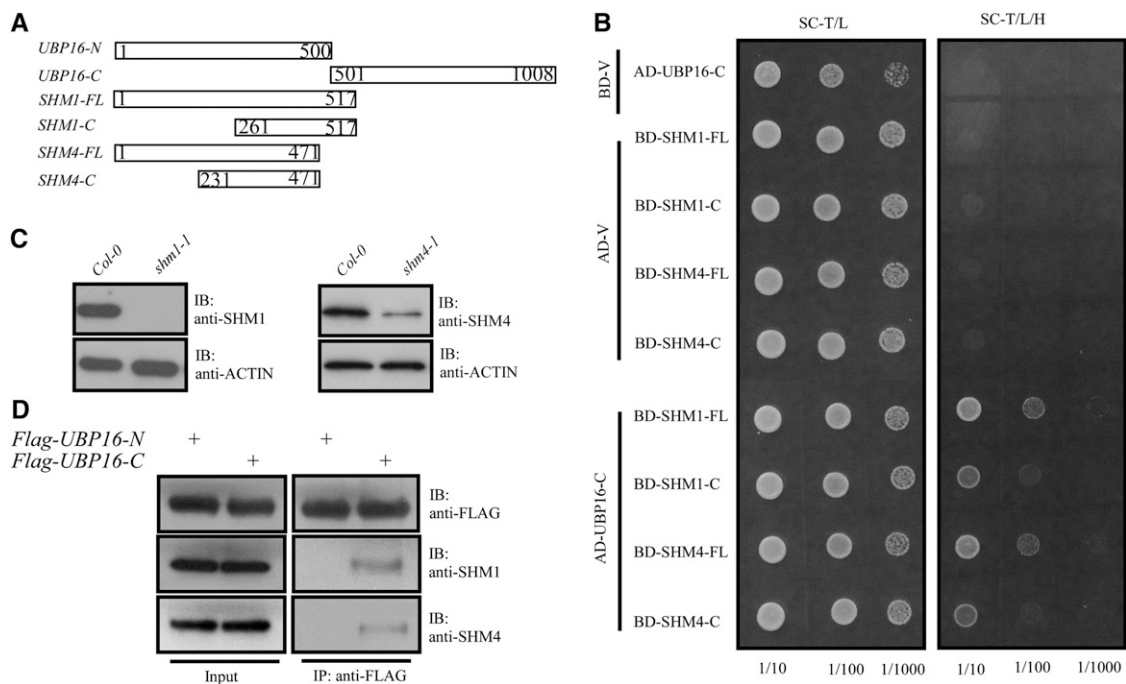 A
UBP16-N 1 500
UBP16-C 501 1008
SHM1-FL 1 517
SHM1-C 261 517
SHM4-FL 1 471
SHM4-C 231 471
B
SC-T/L SC-T/L/H
BD-V
AD-UBP16-C
AD-V
BD-SHM1-FL
BD-SHM1-C
BD-SHM4-FL
BD-SHM4-C
AD-UBP16-C
BD-SHM1-FL
BD-SHM1-C
BD-SHM4-FL
BD-SHM4-C
1/10 1/100 1/1000 1/10 1/100 1/1000
C
Col-0 shm1-1
IB:
anti-SHM1
IB:
anti-ACTIN
Col-0 shm4-1
IB:
anti-SHM4
IB:
anti-ACTIN
D
Flag-UBP16-N + +
Flag-UBP16-C + +
IB:
anti-FLAG
IB:
anti-SHM1
IB:
anti-SHM4
Input IP: anti-FLAG